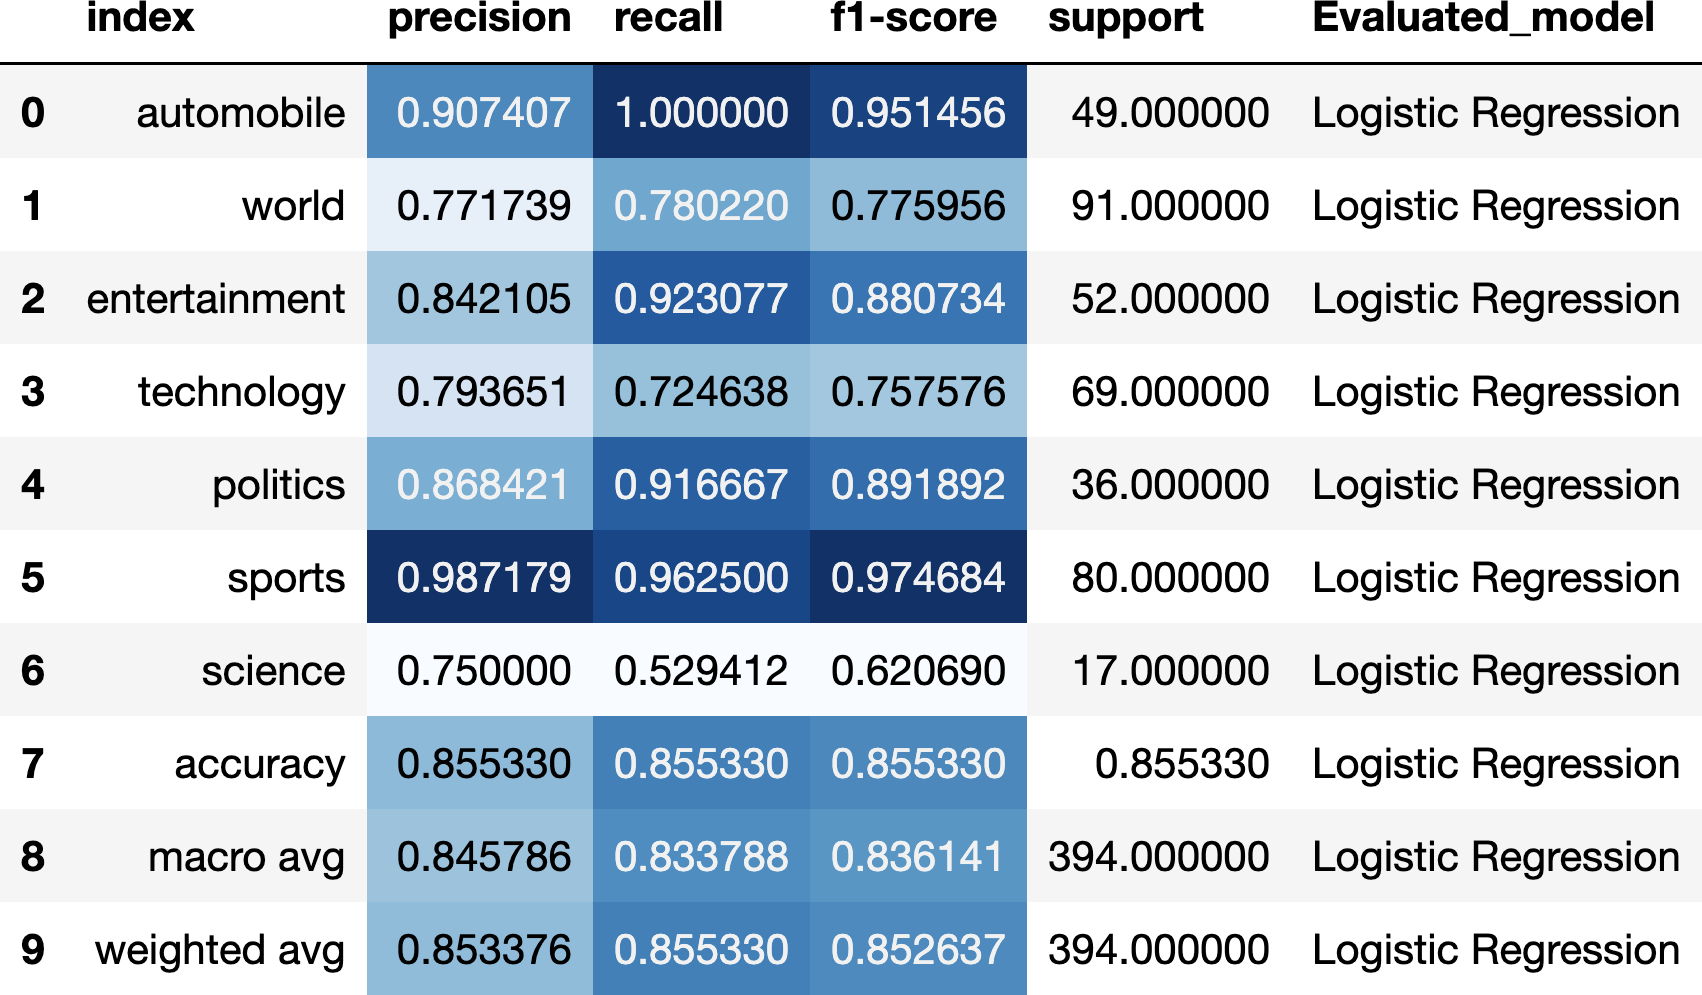 index precision recall f1-score support Evaluated_model
0 automobile 0.907407 1.000000 0.951456 49.000000 Logistic Regression
1 world 0.771739 0.780220 0.775956 91.000000 Logistic Regression
2 entertainment 0.842105 0.923077 0.880734 52.000000 Logistic Regression
3 technology 0.793651 0.724638 0.757576 69.000000 Logistic Regression
4 politics 0.868421 0.916667 0.891892 36.000000 Logistic Regression
5 sports 0.987179 0.962500 0.974684 80.000000 Logistic Regression
6 science 0.750000 0.529412 0.620690 17.000000 Logistic Regression
7 accuracy 0.855330 0.855330 0.855330 0.855330 Logistic Regression
8 macro avg 0.845786 0.833788 0.836141 394.000000 Logistic Regression
9 weighted avg 0.853376 0.855330 0.852637 394.000000 Logistic Regression